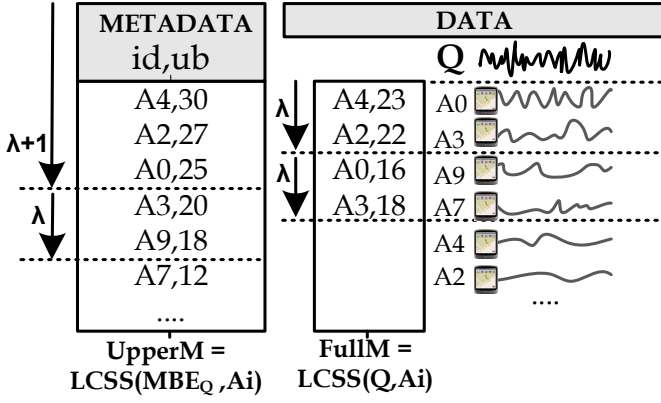 METADATA
id,ub
λ+1
λ
A4,30
A2,27
A0,25
A3,20
A9,18
A7,12
....
UpperM =
LCSS(MBE_Q ,Ai)
λ
λ
A4,23
A2,22
A0,16
A3,18
FullM =
LCSS(Q,Ai)
DATA
Q
A0
A3
A9
A7
A4
A2
....